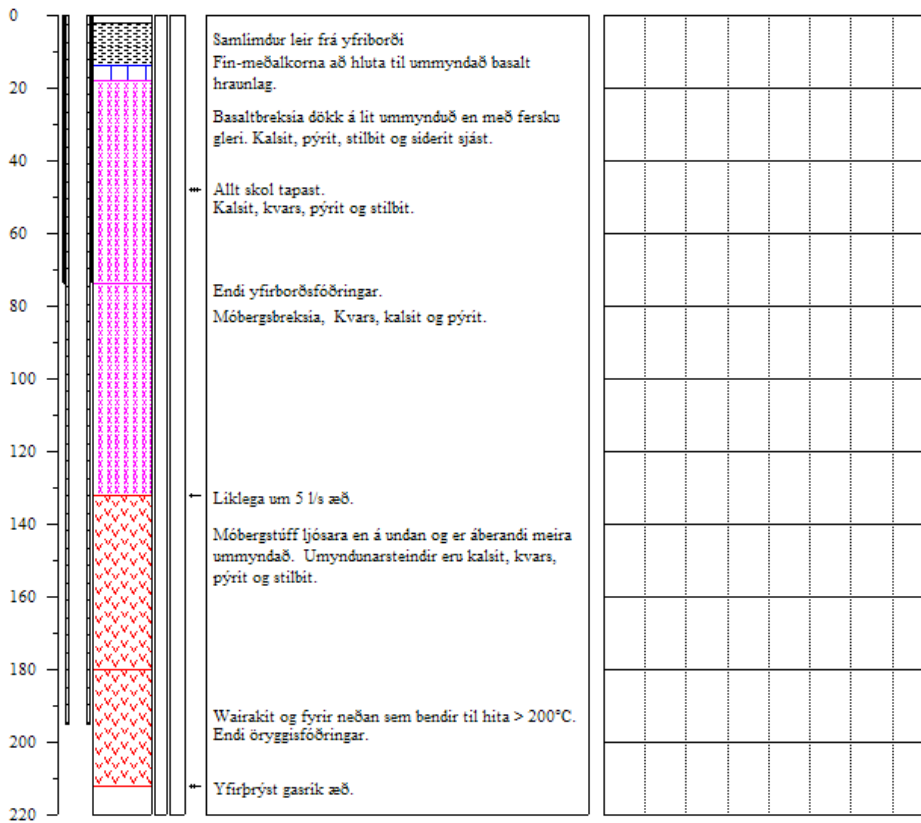 0
Samlímdur leir frá yfriborði
Fín-meðalkorna að hluta til ummyndað basalt
hraunlag.
20
Basaltbreksía dökk á lit ummynduð en með fersku
gleri. Kalsít, pýrít, stilbít og síderít sjást.
40
Allt skol tapast.
Kalsít, kvars, pýrít og stilbít.
60
Endi yfirborðsfóðringar.
80
Móbergsbreksía, Kvars, kalsít og pýrít.
100
120
Líklega um 5 l/s æð.
140
Móbergstúff ljósara en á undan og er áberandi meira
ummyndað. Umyndunarsteindir eru kalsít, kvars,
pýrít og stilbít.
160
180
Wairakít og fyrir neðan sem bendir til hita > 200°C.
200
Endi öryggisfóðringar.
Yfirþrýst gasrík æð.
220